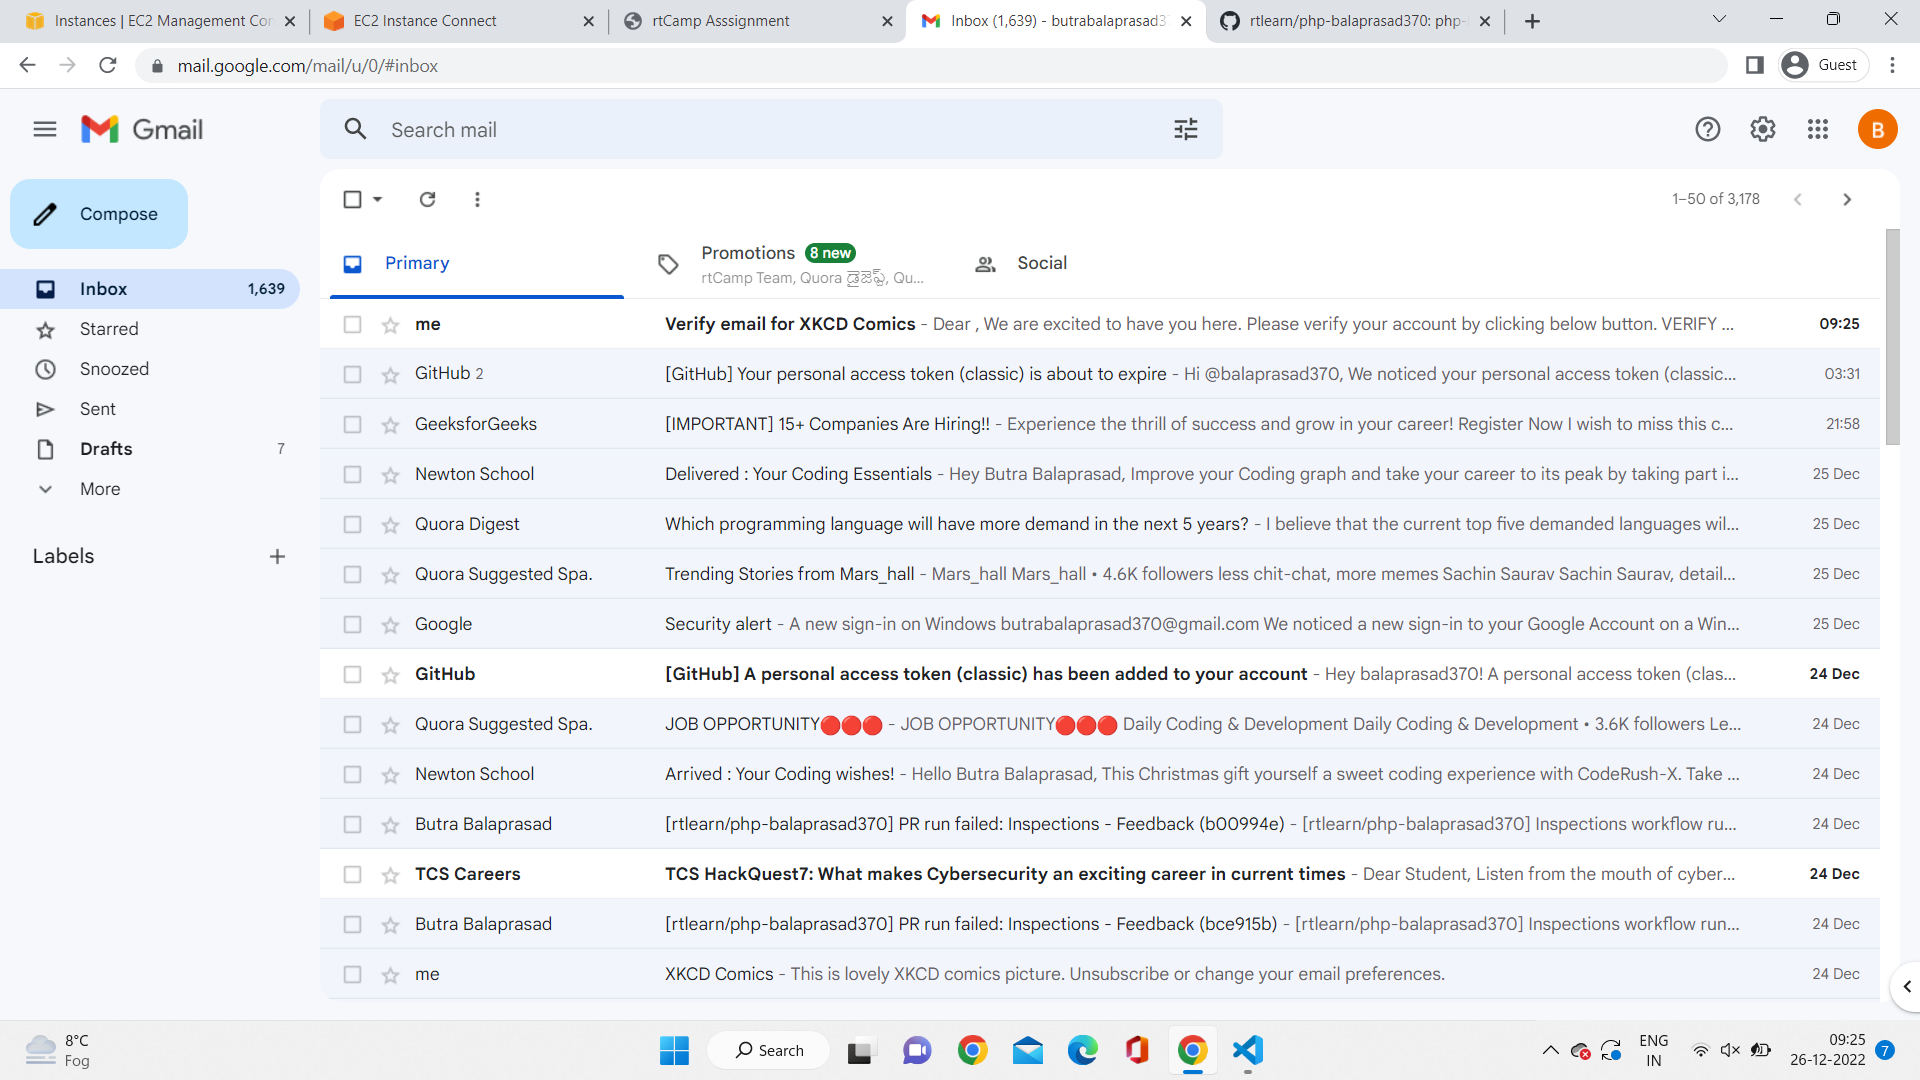 Instances | EC2 Management Con
EC2 Instance Connect
rtCamp Asssignment
Inbox (1,639) - butrabalaprasad37
rtlearn/php-balaprasad370: php-
mail.google.com/mail/u/0/#inbox
Guest
Gmail
Search mail
B
Compose
1–50 of 3,178
Primary
Promotions 8 new
rtCamp Team, Quora డైజెస్ట్, Qu...
Social
Inbox 1,639
Starred
Snoozed
Sent
Drafts 7
More
Labels
me Verify email for XKCD Comics - Dear , We are excited to have you here. Please verify your account by clicking below button. VERIFY ... 09:25
GitHub 2 [GitHub] Your personal access token (classic) is about to expire - Hi @balaprasad370, We noticed your personal access token (classic... 03:31
GeeksforGeeks [IMPORTANT] 15+ Companies Are Hiring!! - Experience the thrill of success and grow in your career! Register Now I wish to miss this c... 21:58
Newton School Delivered : Your Coding Essentials - Hey Butra Balaprasad, Improve your Coding graph and take your career to its peak by taking part i... 25 Dec
Quora Digest Which programming language will have more demand in the next 5 years? - I believe that the current top five demanded languages wil... 25 Dec
Quora Suggested Spa. Trending Stories from Mars_hall - Mars_hall Mars_hall • 4.6K followers less chit-chat, more memes Sachin Saurav Sachin Saurav, detail... 25 Dec
Google Security alert - A new sign-in on Windows butrabalaprasad370@gmail.com We noticed a new sign-in to your Google Account on a Win... 25 Dec
GitHub [GitHub] A personal access token (classic) has been added to your account - Hey balaprasad370! A personal access token (clas... 24 Dec
Quora Suggested Spa. JOB OPPORTUNITY🔴🔴🔴 - JOB OPPORTUNITY🔴🔴🔴 Daily Coding & Development Daily Coding & Development • 3.6K followers Le... 24 Dec
Newton School Arrived : Your Coding wishes! - Hello Butra Balaprasad, This Christmas gift yourself a sweet coding experience with CodeRush-X. Take ... 24 Dec
Butra Balaprasad [rtlearn/php-balaprasad370] PR run failed: Inspections - Feedback (b00994e) - [rtlearn/php-balaprasad370] Inspections workflow ru... 24 Dec
TCS Careers TCS HackQuest7: What makes Cybersecurity an exciting career in current times - Dear Student, Listen from the mouth of cyber... 24 Dec
Butra Balaprasad [rtlearn/php-balaprasad370] PR run failed: Inspections - Feedback (bce915b) - [rtlearn/php-balaprasad370] Inspections workflow run... 24 Dec
me XKCD Comics - This is lovely XKCD comics picture. Unsubscribe or change your email preferences. 24 Dec
8°C
Fog
Search
ENG
IN
09:25
26-12-2022
7